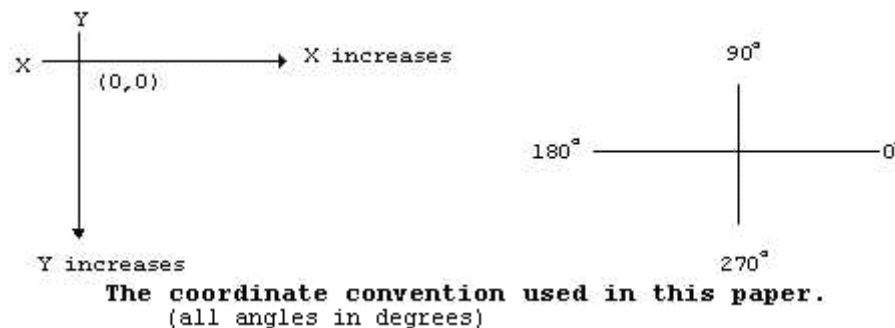 Y
X
X increases
(0,0)
Y increases
90°
180°
0°
270°
The coordinate convention used in this paper.
(all angles in degrees)